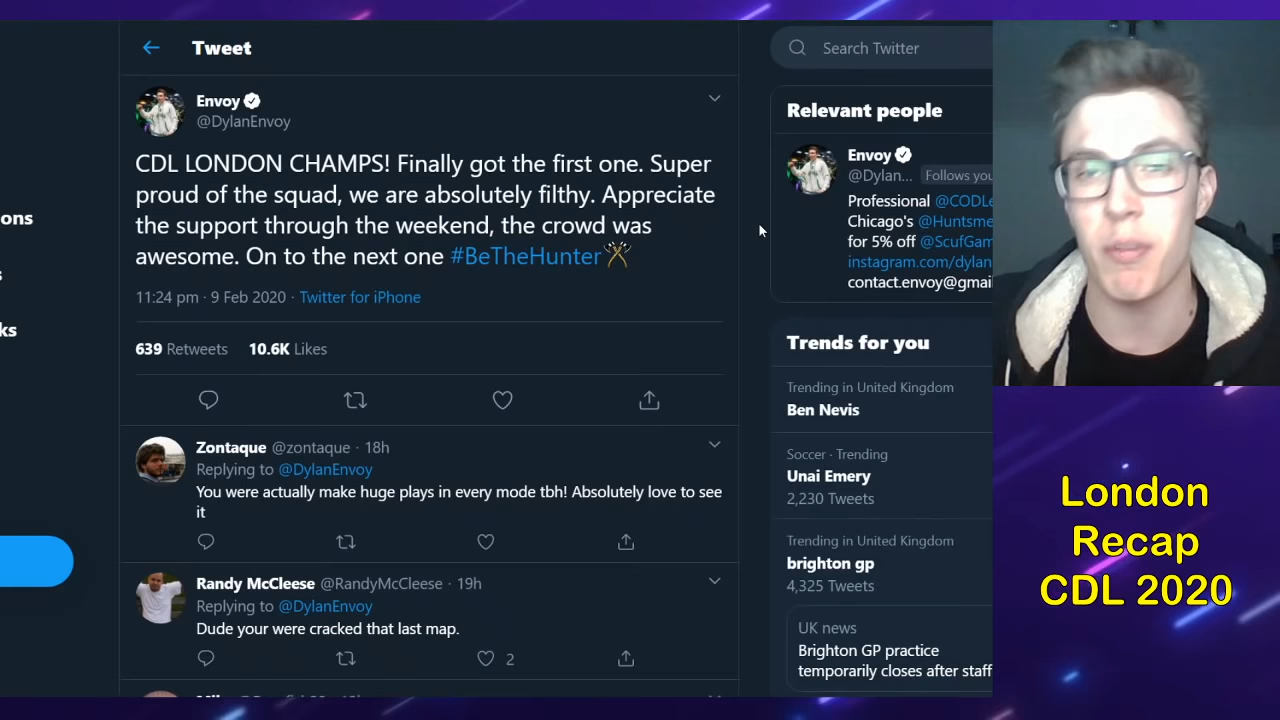 Tweet
Search Twitter
Envoy
@DylanEnvoy
CDL LONDON CHAMPS! Finally got the first one. Super
proud of the squad, we are absolutely filthy. Appreciate
the support through the weekend, the crowd was
awesome. On to the next one #BeTheHunter
11:24 pm · 9 Feb 2020 · Twitter for iPhone
639 Retweets 10.6K Likes
Zontaque @zontaque · 18h
Replying to @DylanEnvoy
You were actually make huge plays in every mode tbh! Absolutely love to see
it
Randy McCleese @RandyMcCleese · 19h
Replying to @DylanEnvoy
Dude your were cracked that last map.
2
ons
s
ks
Relevant people
Envoy
@Dylan... Follows you
Professional @CODLe
Chicago's @Huntsme
for 5% off @ScufGam
instagram.com/dylan
contact.envoy@gmai
Trends for you
Trending in United Kingdom
Ben Nevis
Soccer · Trending
Unai Emery
2,230 Tweets
Trending in United Kingdom
brighton gp
4,325 Tweets
UK news
Brighton GP practice
temporarily closes after staff
London
Recap
CDL 2020